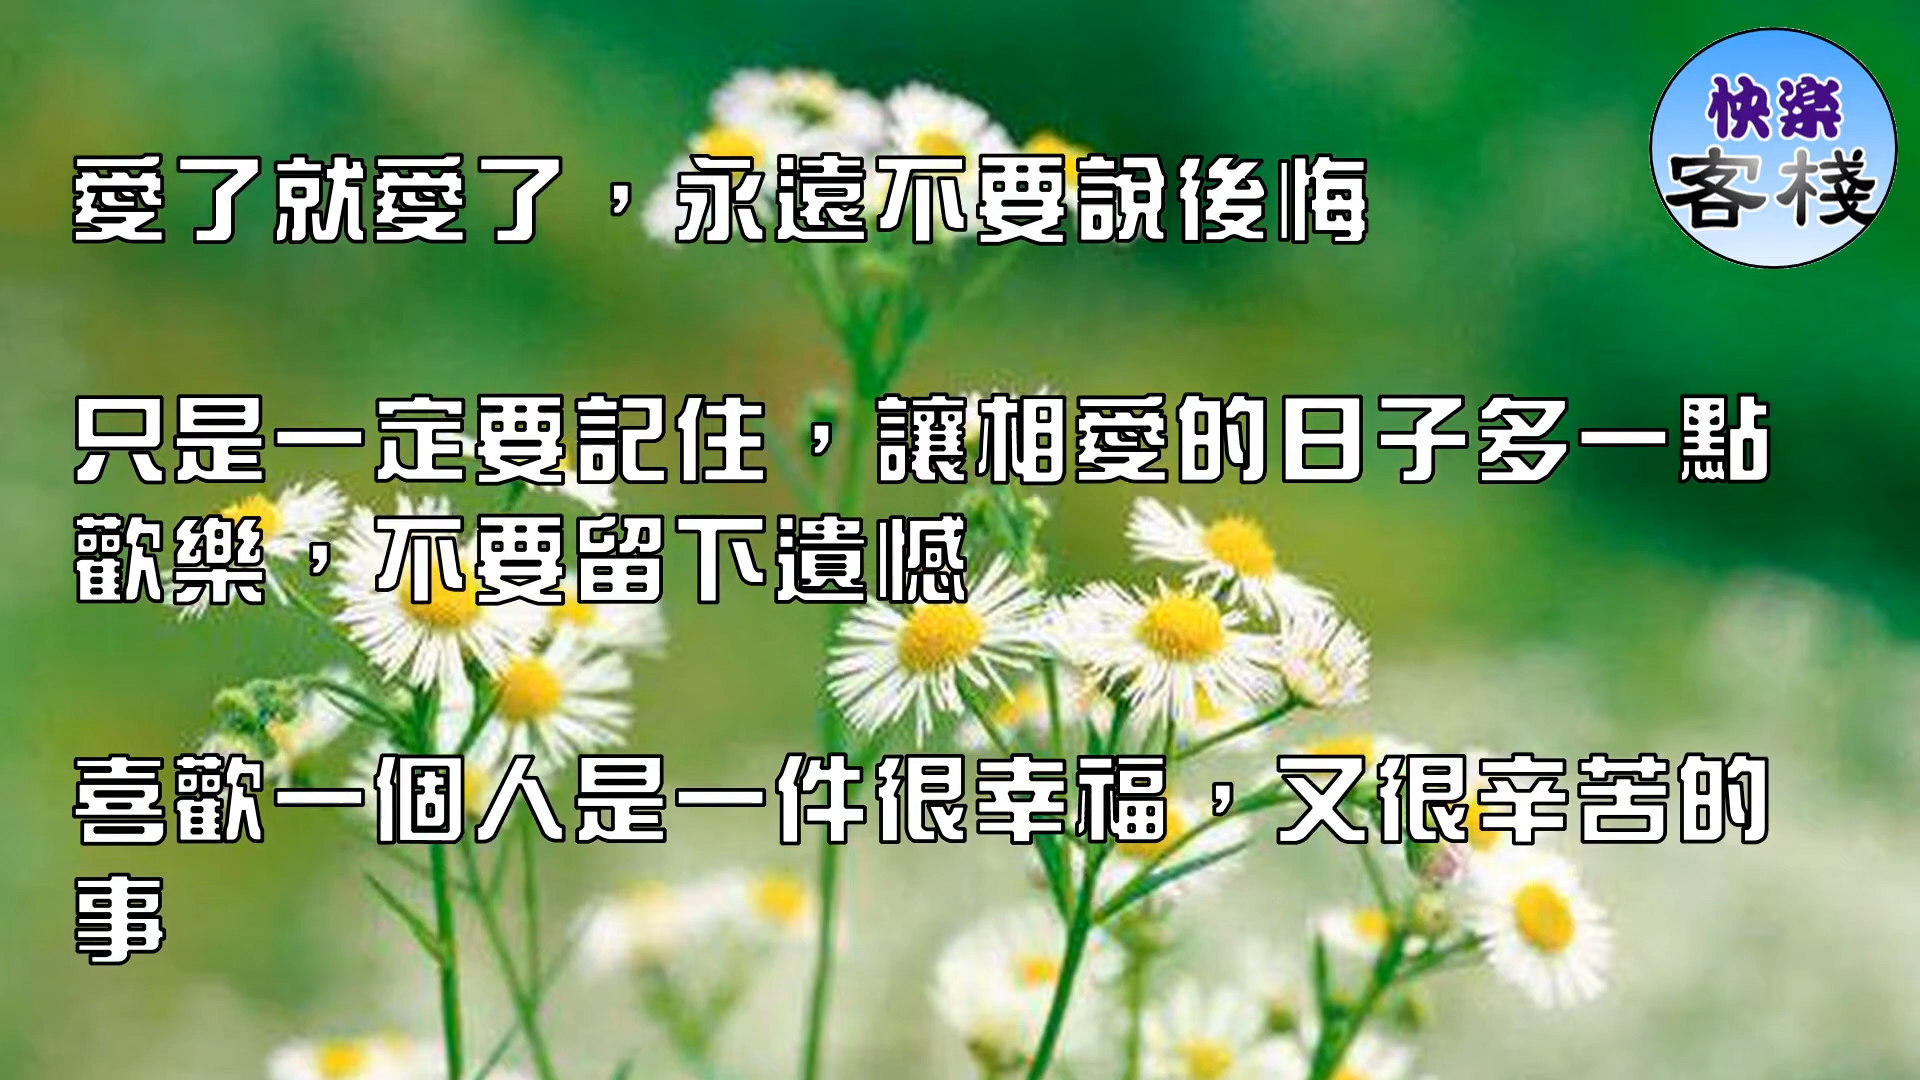 快樂
客棧
愛了就愛了，永遠不要說後悔
只是一定要記住，讓相愛的日子多一點
歡樂，不要留下遺憾
喜歡一個人是一件很幸福，又很辛苦的
事